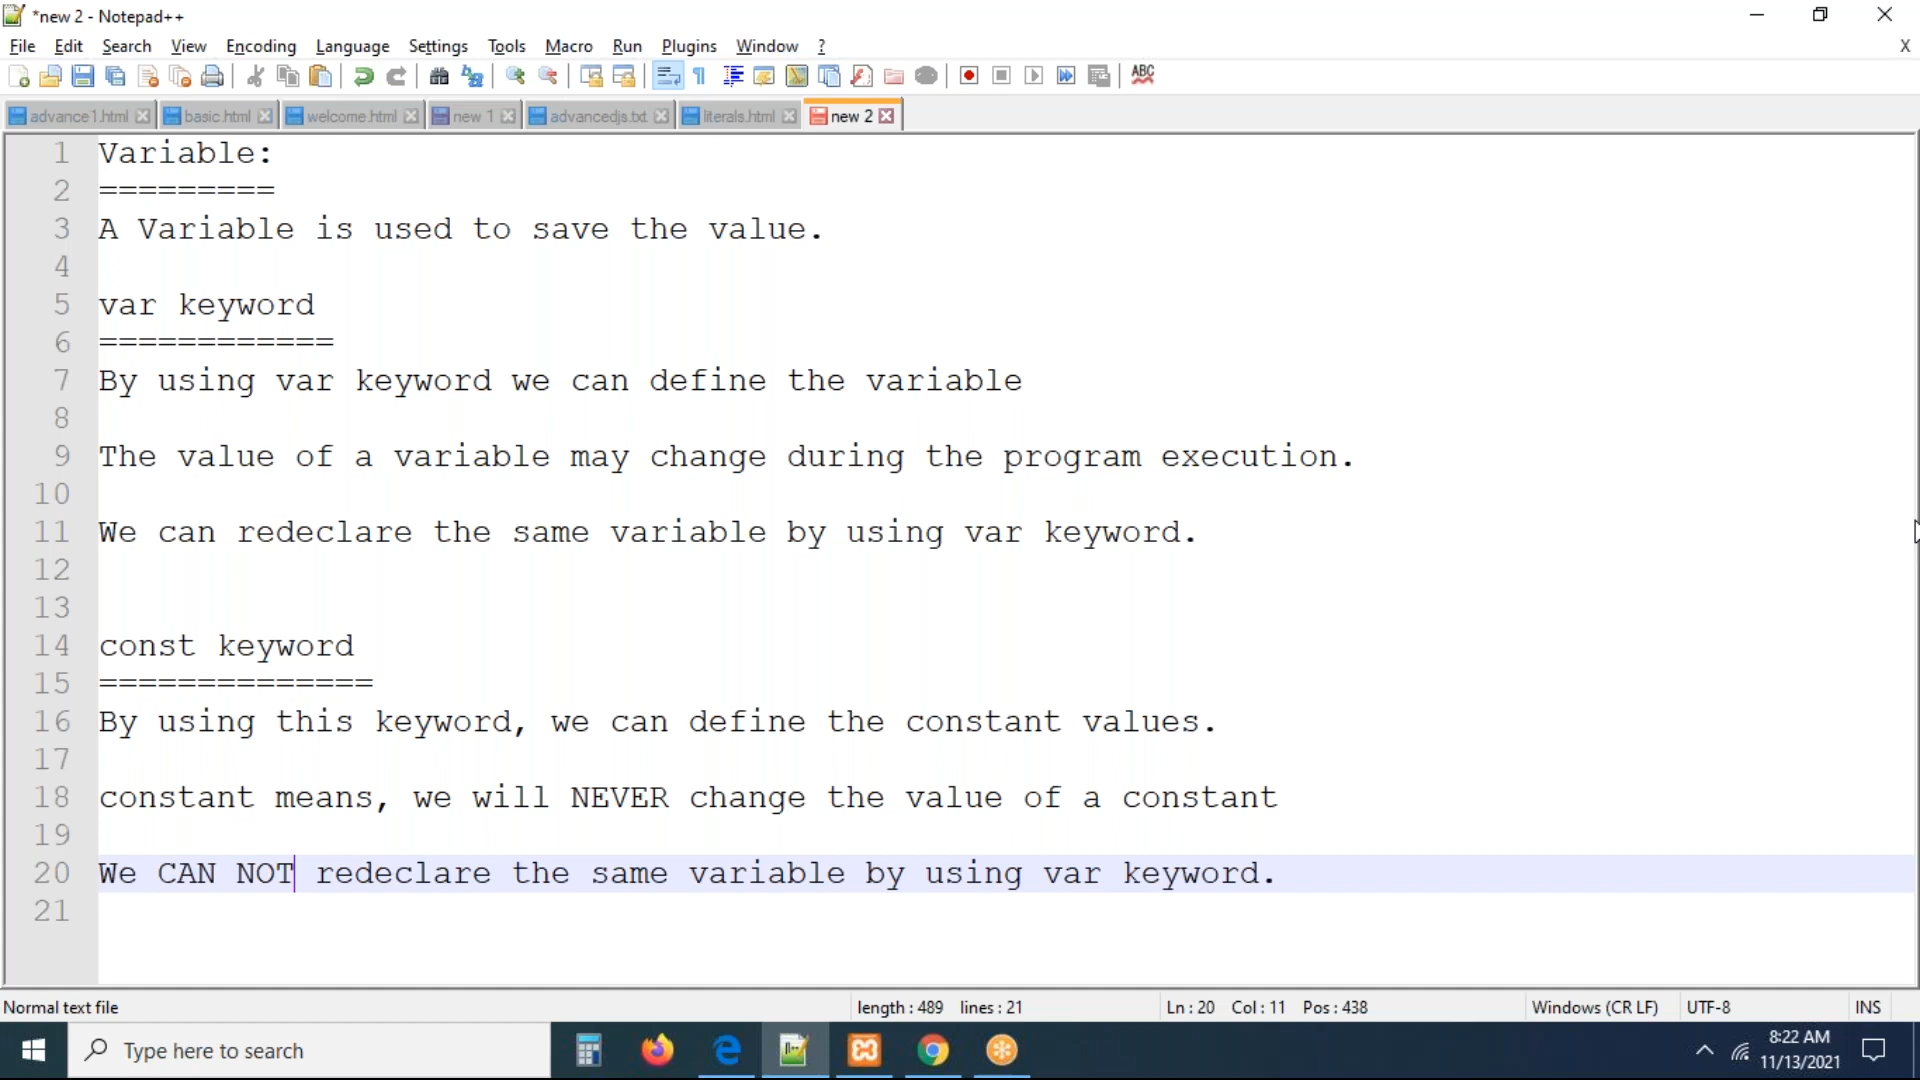 *new 2 - Notepad++
File Edit Search View Encoding Language Settings Tools Macro Run Plugins Window ? X
ABC
advance1.html basic.html welcome.html new 1 advancedjs.txt literals.html new 2
1 Variable:
2 =========
3 A Variable is used to save the value.
4
5 var keyword
6 ============
7 By using var keyword we can define the variable
8
9 The value of a variable may change during the program execution.
10
11 We can redeclare the same variable by using var keyword.
12
13
14 const keyword
15 ==============
16 By using this keyword, we can define the constant values.
17
18 constant means, we will NEVER change the value of a constant
19
20 We CAN NOT redeclare the same variable by using var keyword.
21
Normal text file length : 489 lines : 21 Ln : 20 Col : 11 Pos : 438 Windows (CR LF) UTF-8 INS
Type here to search
8:22 AM
11/13/2021